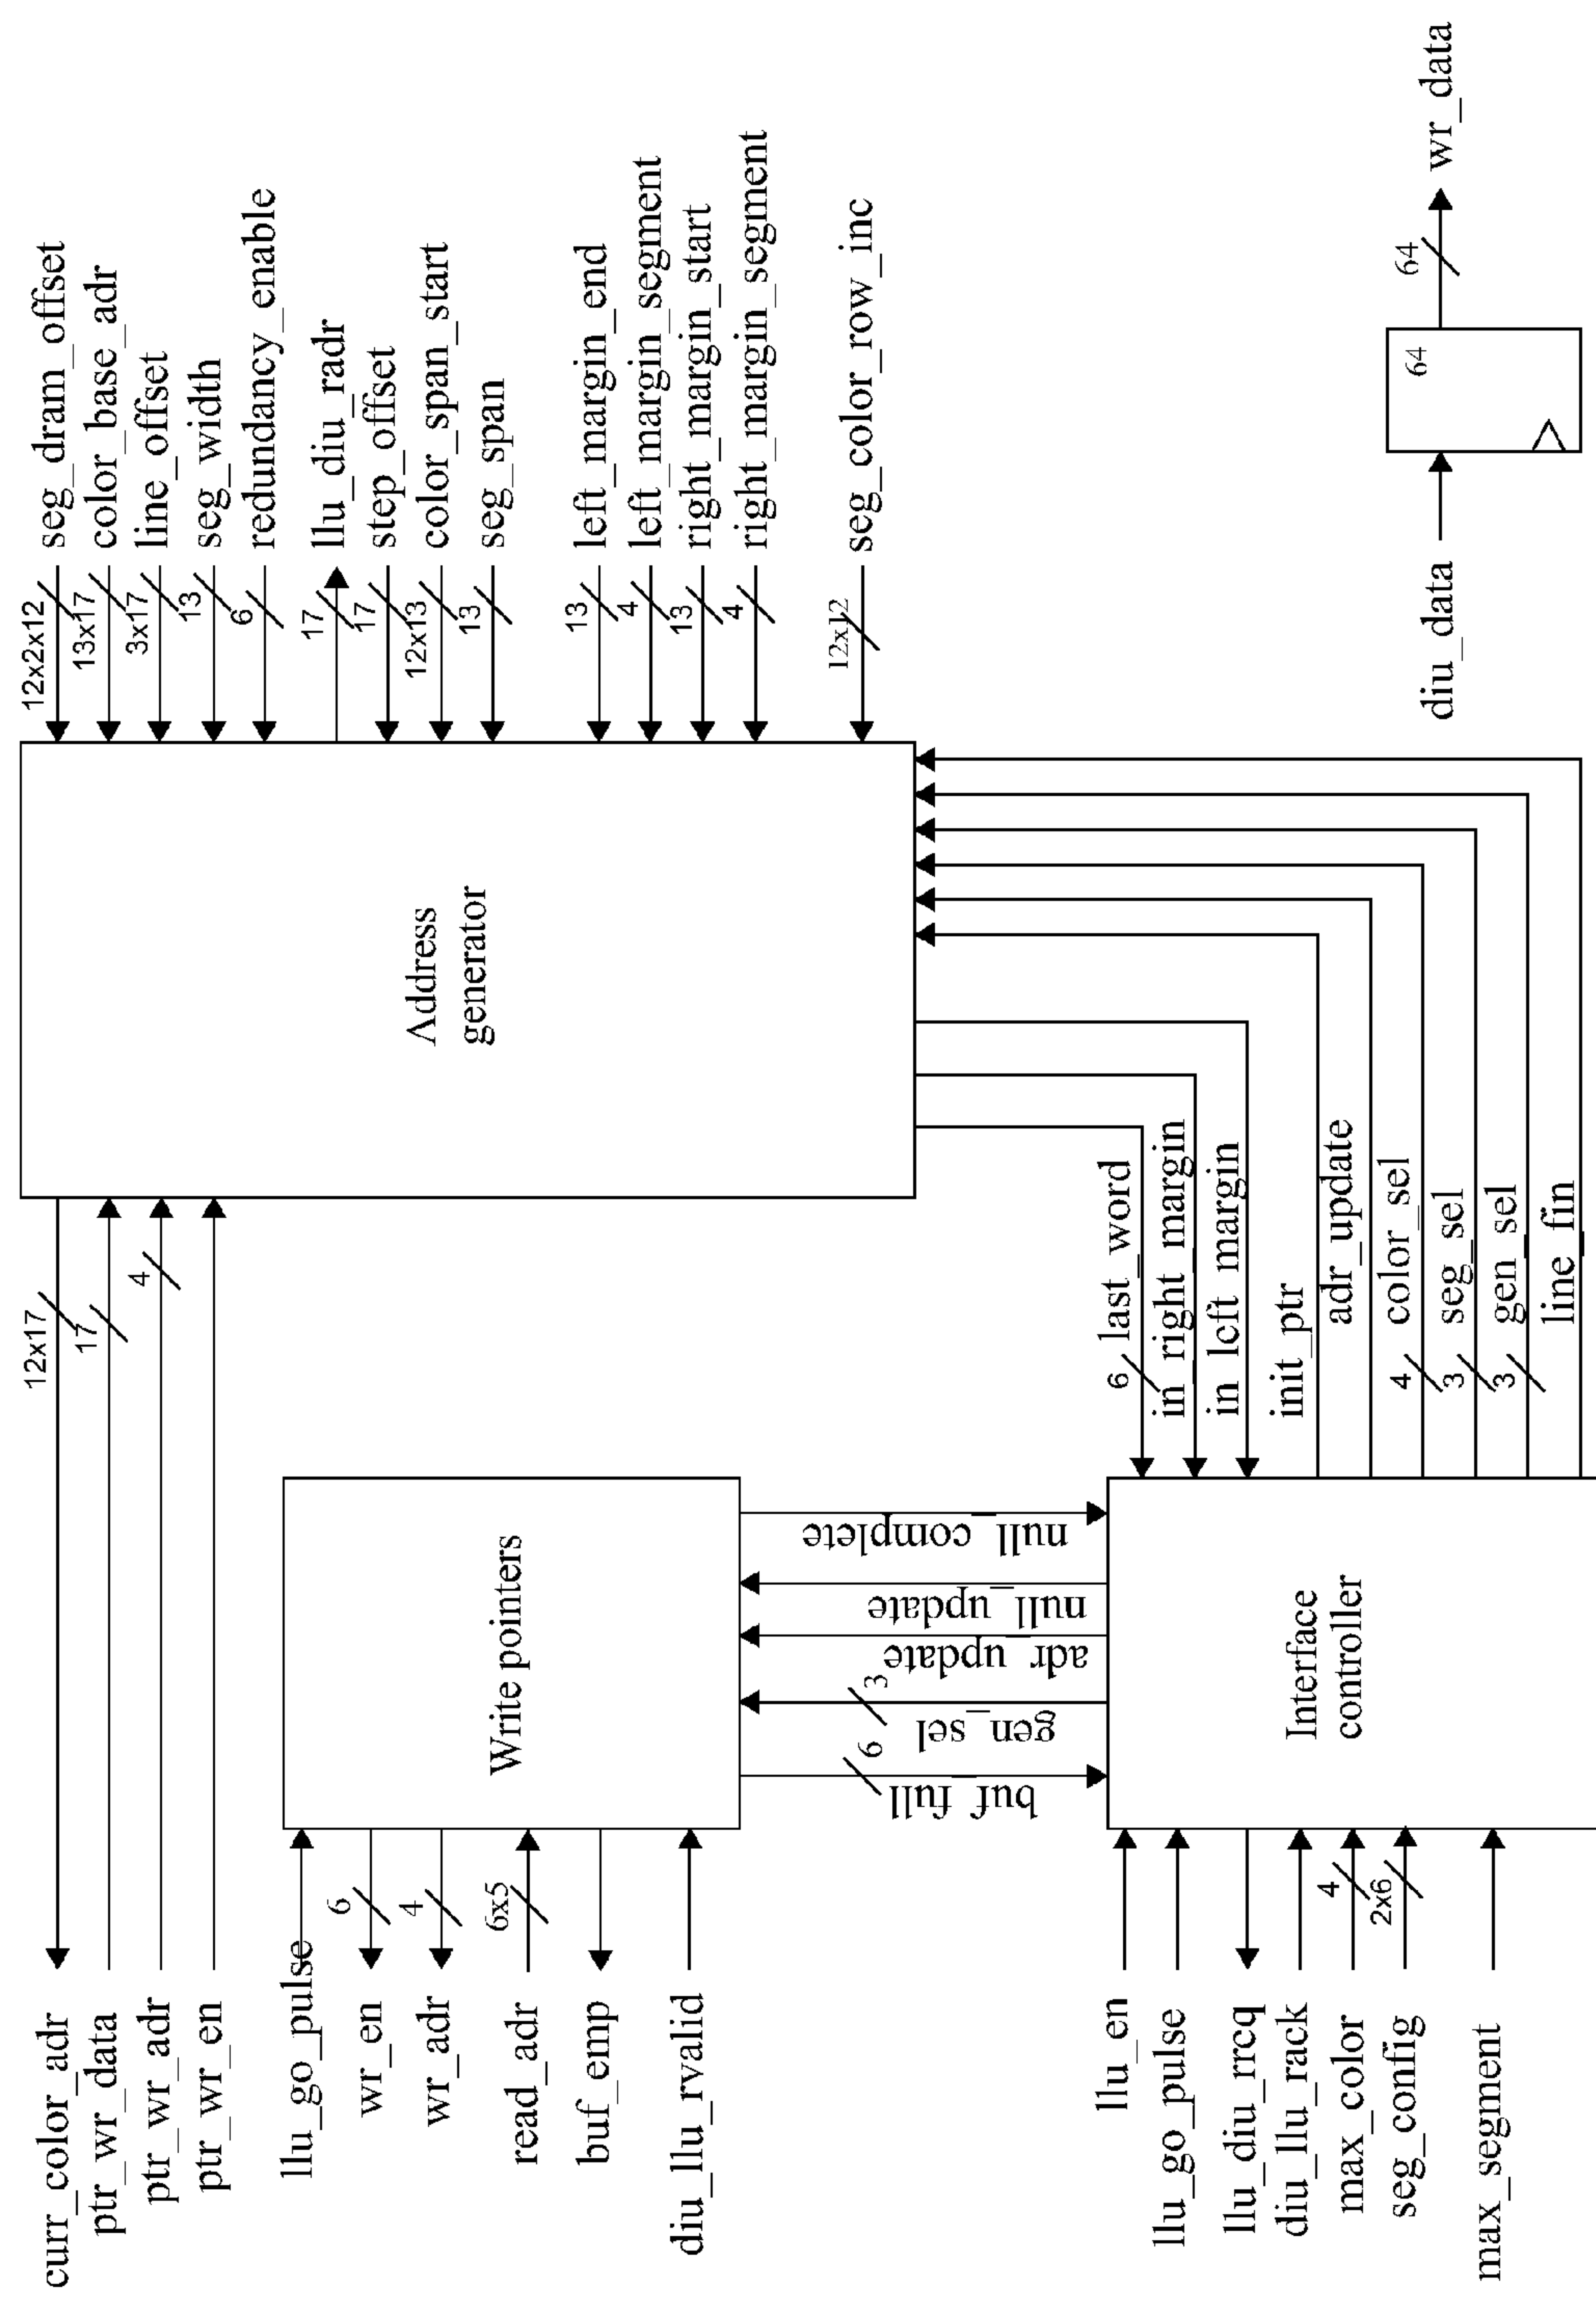 curr_color_adr
12x17
ptr_wr_data
17
ptr_wr_adr
4
ptr_wr_en
12x2x12
seg_dram_offset
13x17
color_base_adr
3x17
line_offset
13
seg_width
6
redundancy_enable
17
llu_diu_radr
17
step_offset
12x13
color_span_start
13
seg_span
13
left_margin_end
4
left_margin_segment
13
right_margin_start
4
right_margin_segment
12x12
seg_color_row_inc
Address
generator
llu_go_pulse
6
wr_en
4
wr_adr
6x5
read_adr
buf_emp
diu_llu_rvalid
Write pointers
null_complete
null_update
adr_update
3
gen_sel
6
buf_full
6
last_word
in_right_margin
in_left_margin
init_ptr
adr_update
4
color_sel
3
seg_sel
3
gen_sel
line_fin
llu_en
llu_go_pulse
llu_diu_rreq
diu_llu_rack
4
max_color
2x6
seg_config
max_segment
Interface
controller
diu_data
64
64
wr_data